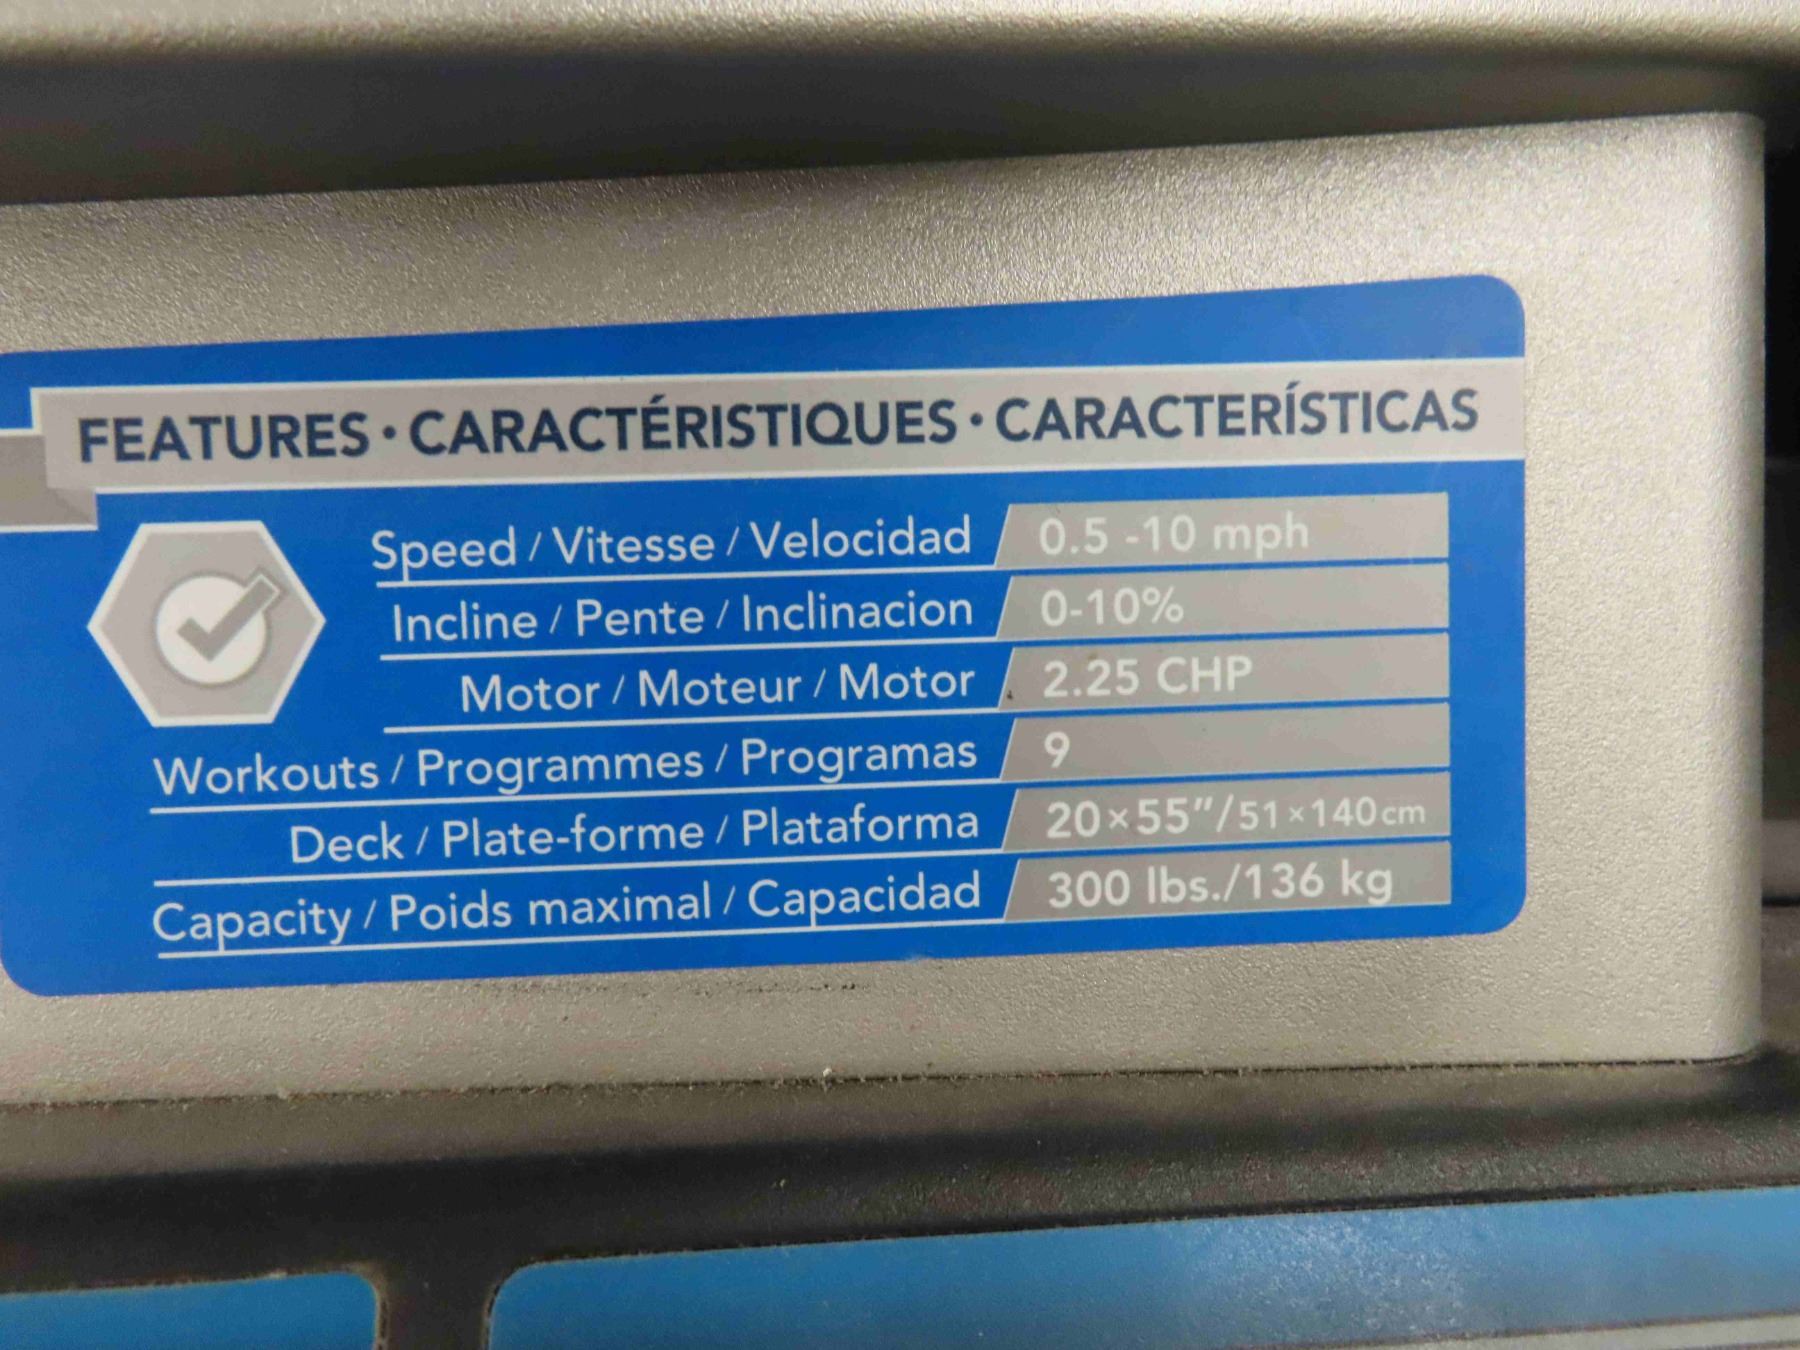 FEATURES · CARACTÉRISTIQUES · CARACTERÍSTICAS
Speed / Vitesse / Velocidad 0.5 -10 mph
Incline / Pente / Inclinacion 0-10%
Motor / Moteur / Motor 2.25 CHP
Workouts / Programmes / Programas 9
Deck / Plate-forme / Plataforma 20×55"/51×140cm
Capacity / Poids maximal / Capacidad 300 lbs./136 kg